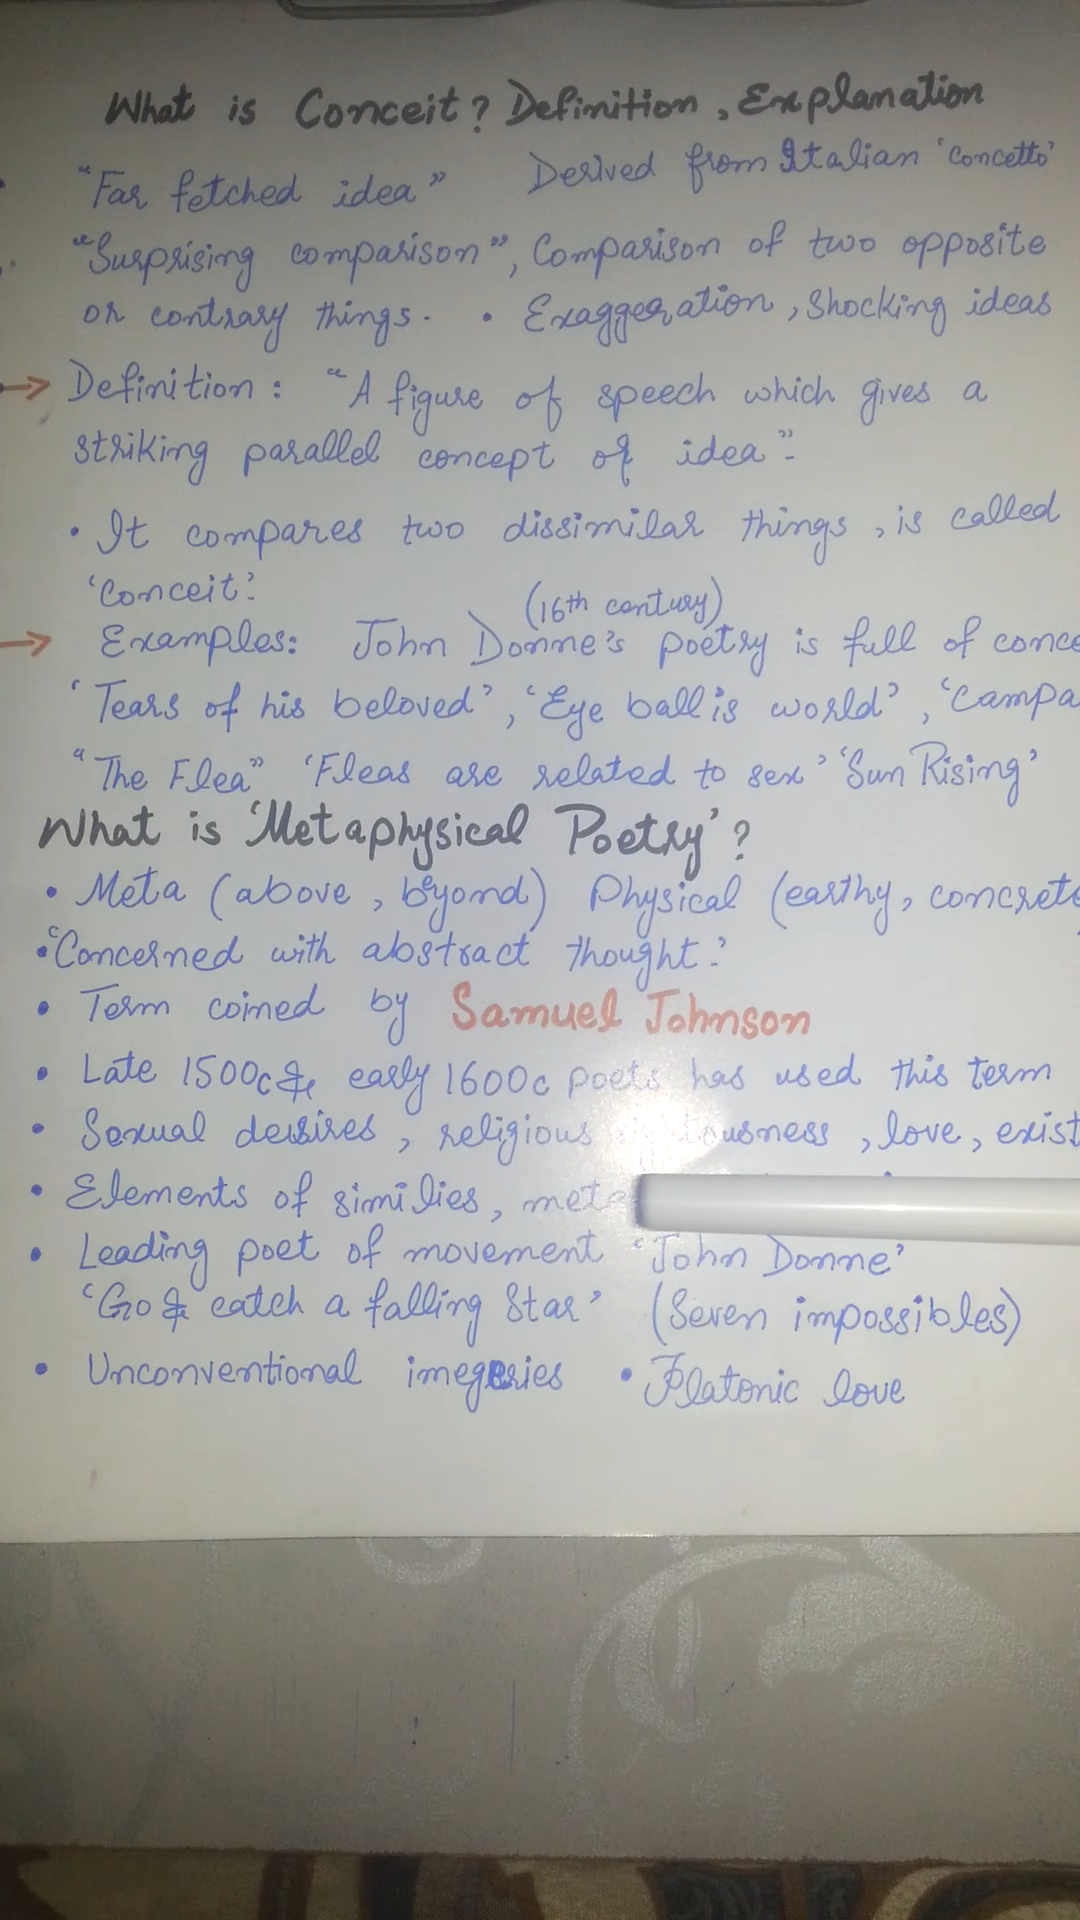 What is Conceit? Definition, Explanation
"Far fetched idea" Derived from Italian 'concetto'
"Surprising comparison", Comparison of two opposite
or contrary things. • Exaggeration, Shocking ideas
→ Definition: "A figure of speech which gives a
striking parallel concept of idea".
• It compares two dissimilar things, is called
'Conceit'.
(16th century)
→ Examples: John Donne's poetry is full of conce
'Tears of his beloved', 'Eye ball is world', 'Campa
"The Flea" 'Fleas are related to sex' 'Sun Rising'
What is 'Metaphysical Poetry'?
• Meta (above, beyond) Physical (earthy, concrete
• 'Concerned with abstract thought.'
• Term coined by Samuel Johnson
• Late 1500c & early 1600c poets has used this term
• Sexual desires, religious ousness, love, exist
• Elements of similies, meta
• Leading poet of movement 'John Donne'
'Go & catch a falling Star' (Seven impossibles)
• Unconventional imegeries • Platonic love